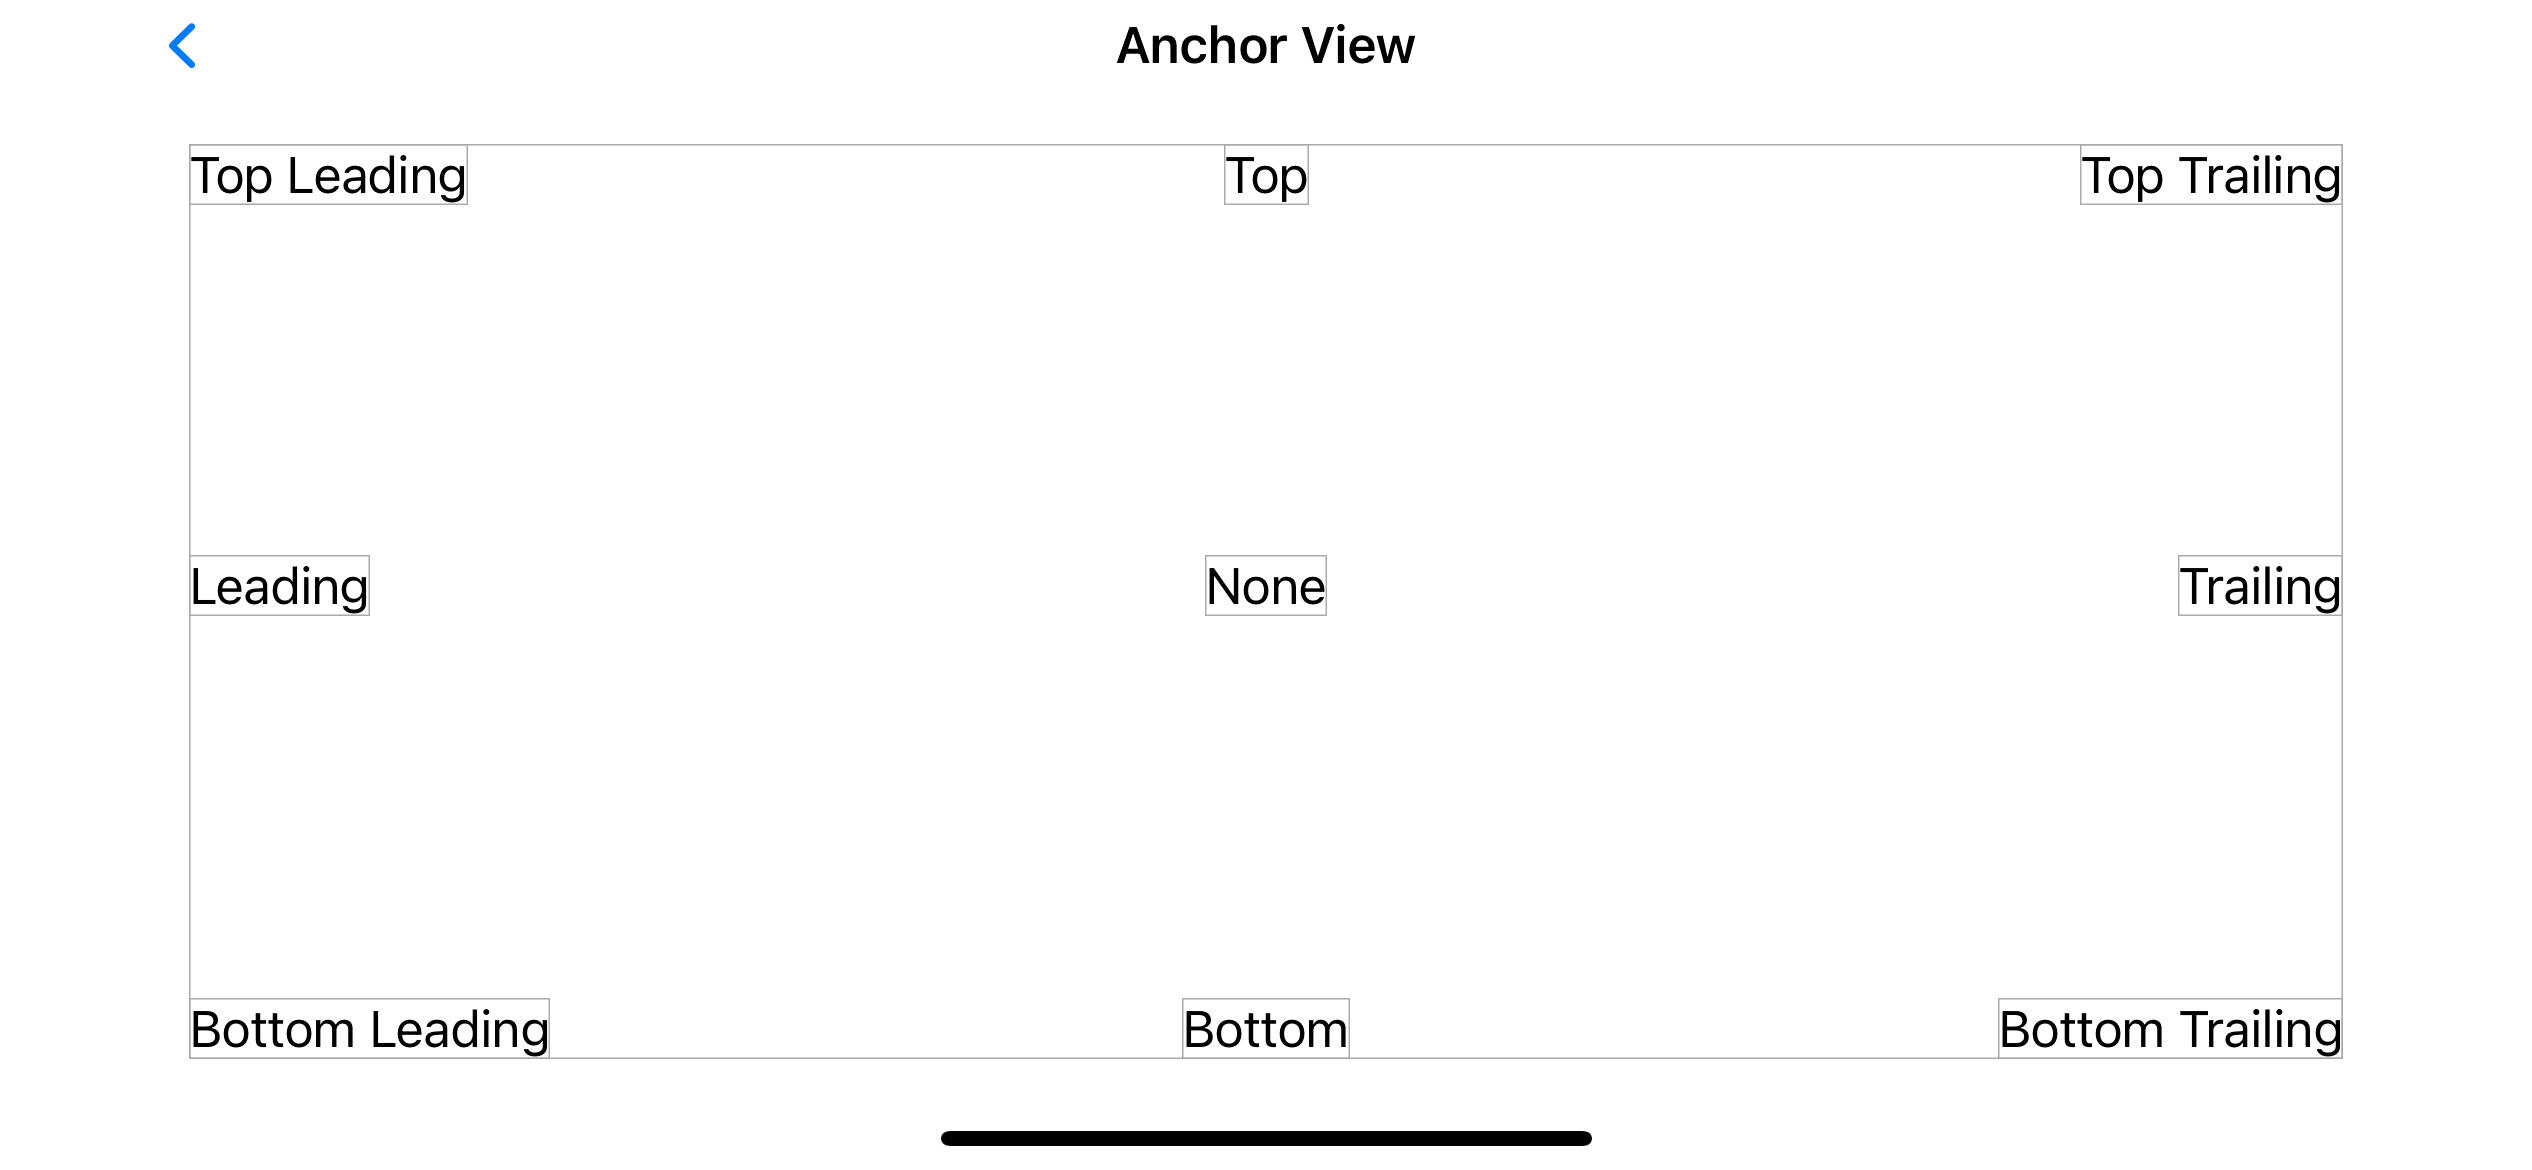 Anchor View
Top Leading
Top
Top Trailing
Leading
None
Trailing
Bottom Leading
Bottom
Bottom Trailing